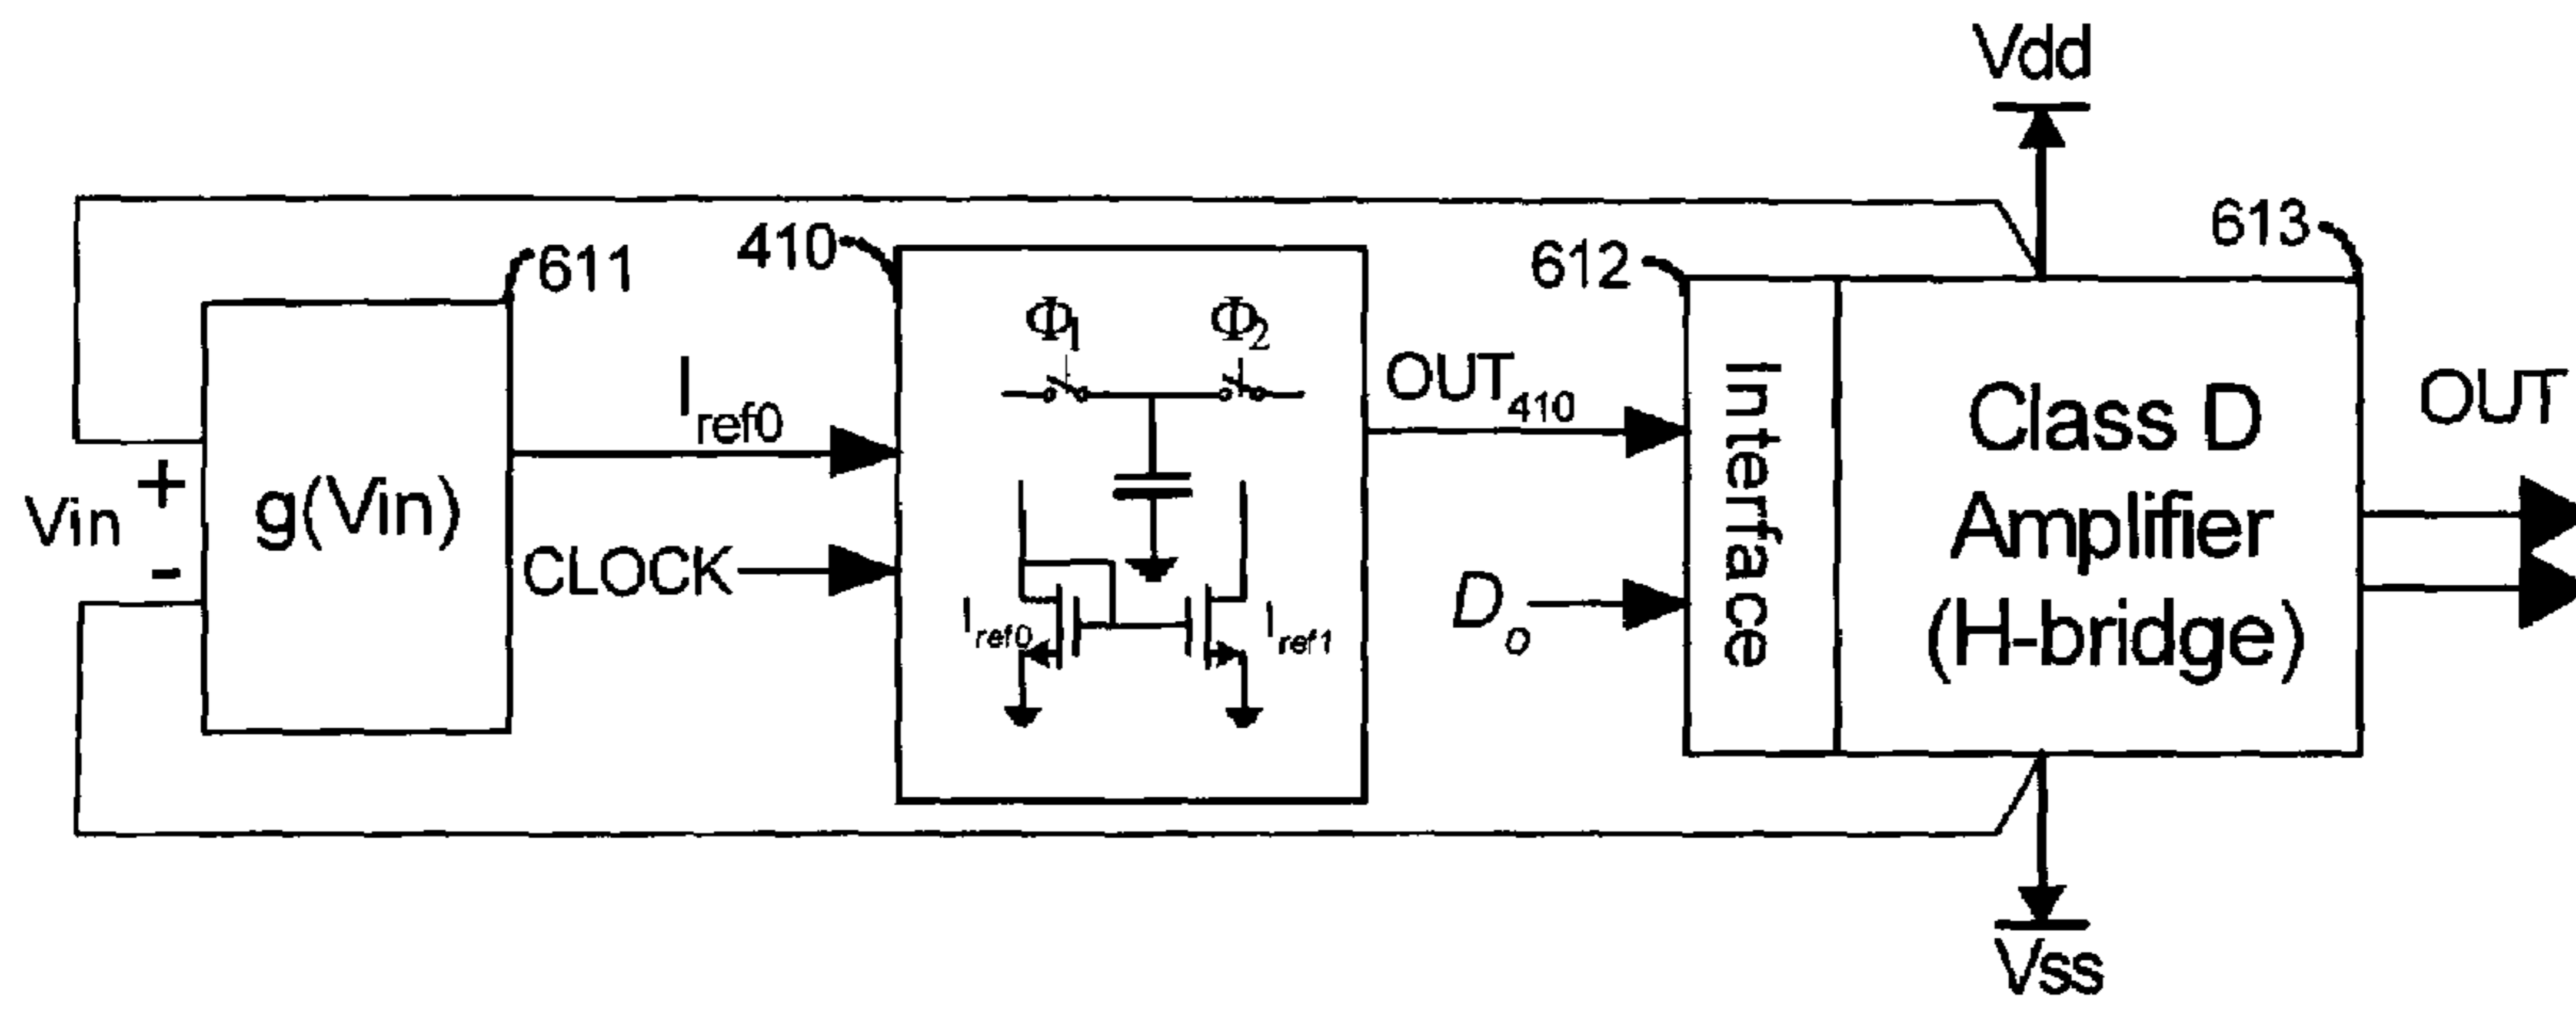 Vdd
613
410
612
611
Φ1
Φ2
Iref0
OUT410
OUT
Interface
Class D
Amplifier
(H-bridge)
+
Vin
-
g(Vin)
CLOCK
Do
Iref0
Iref1
Vss